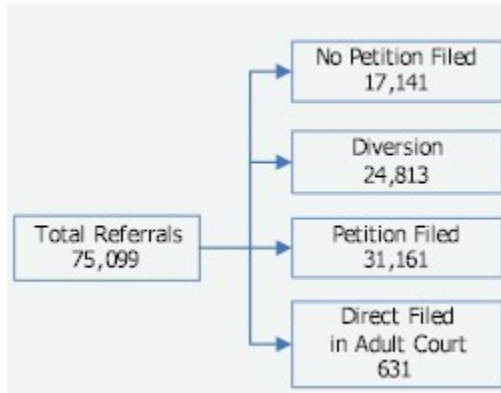 No Petition Filed
17,141
Diversion
24,813
Total Referrals
75,099
Petition Filed
31,161
Direct Filed
in Adult Court
631